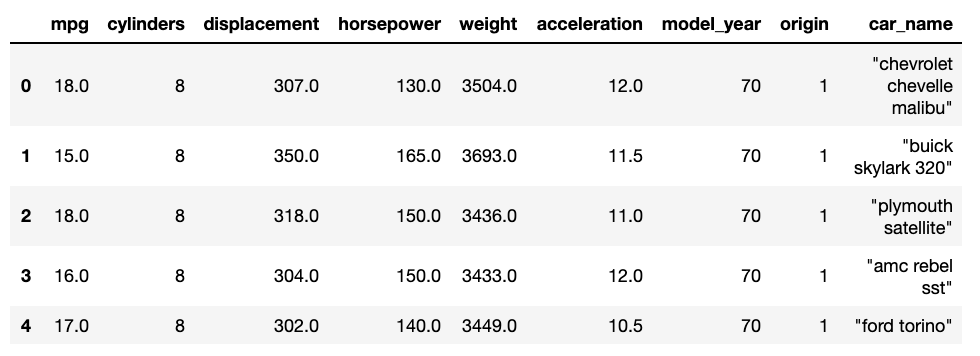 mpg cylinders displacement horsepower weight acceleration model_year origin car_name
0 18.0 8 307.0 130.0 3504.0 12.0 70 1 "chevrolet
chevelle
malibu"
1 15.0 8 350.0 165.0 3693.0 11.5 70 1 "buick
skylark 320"
2 18.0 8 318.0 150.0 3436.0 11.0 70 1 "plymouth
satellite"
3 16.0 8 304.0 150.0 3433.0 12.0 70 1 "amc rebel
sst"
4 17.0 8 302.0 140.0 3449.0 10.5 70 1 "ford torino"